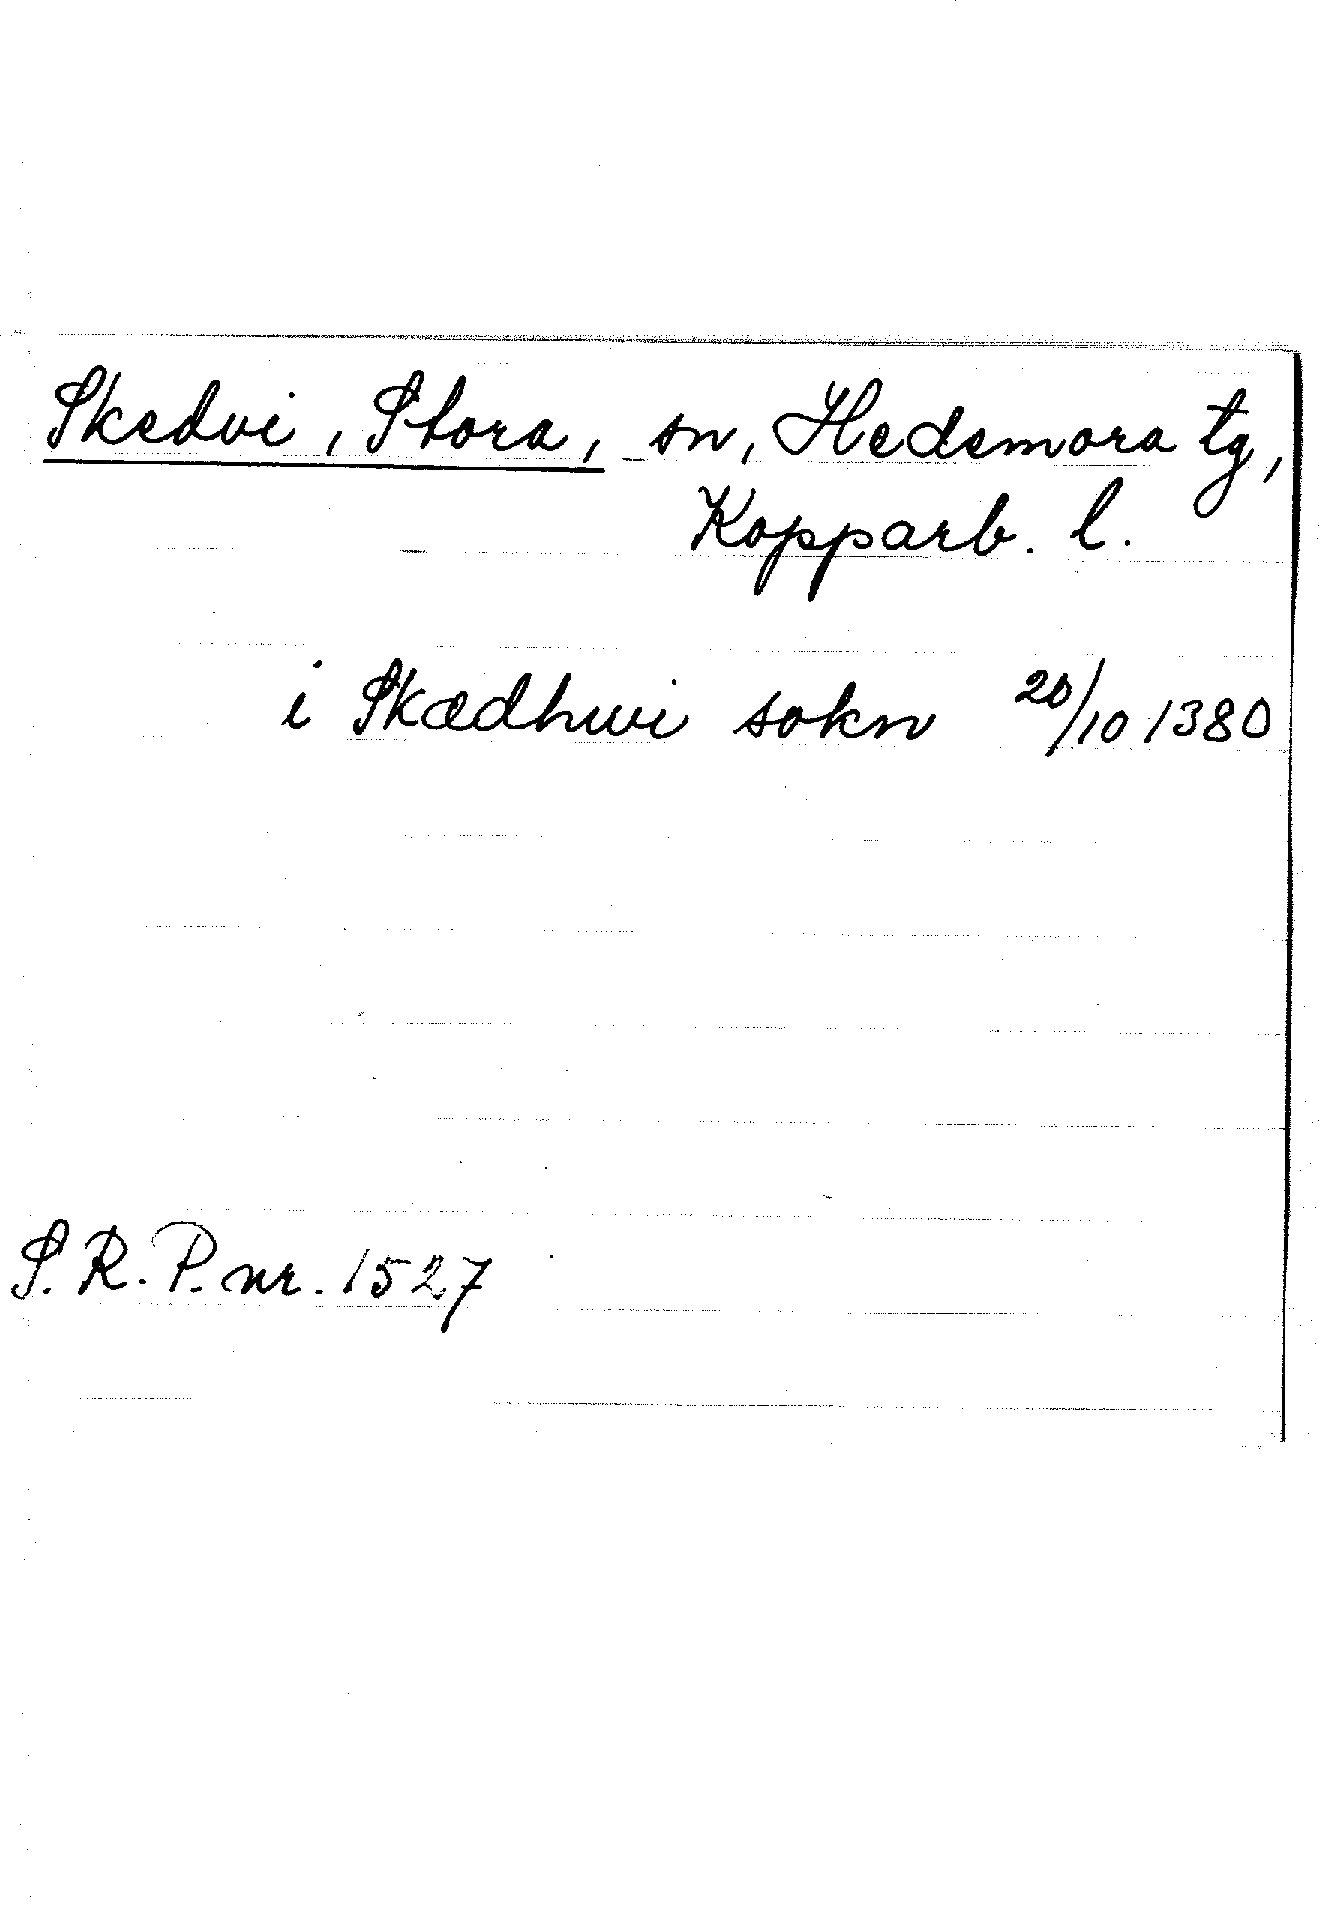 Skedvi, Stora, sn, Hedemora tg,
Kopparb. l.
i Skædhwi sokn 20/10 1380
S.R.P. nr. 1527